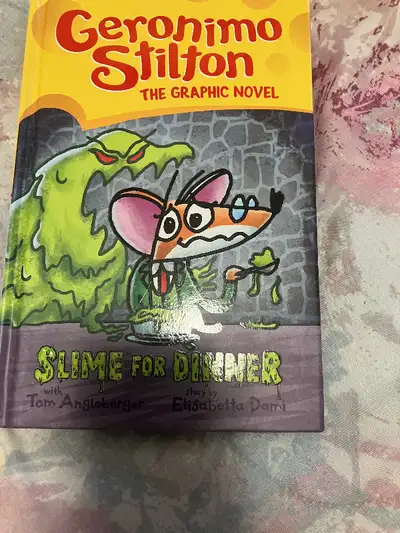 Geronimo
Stilton
THE GRAPHIC NOVEL
SLIME FOR DINNER
with
Tom Angleberger
story by
Elisabetta Dami